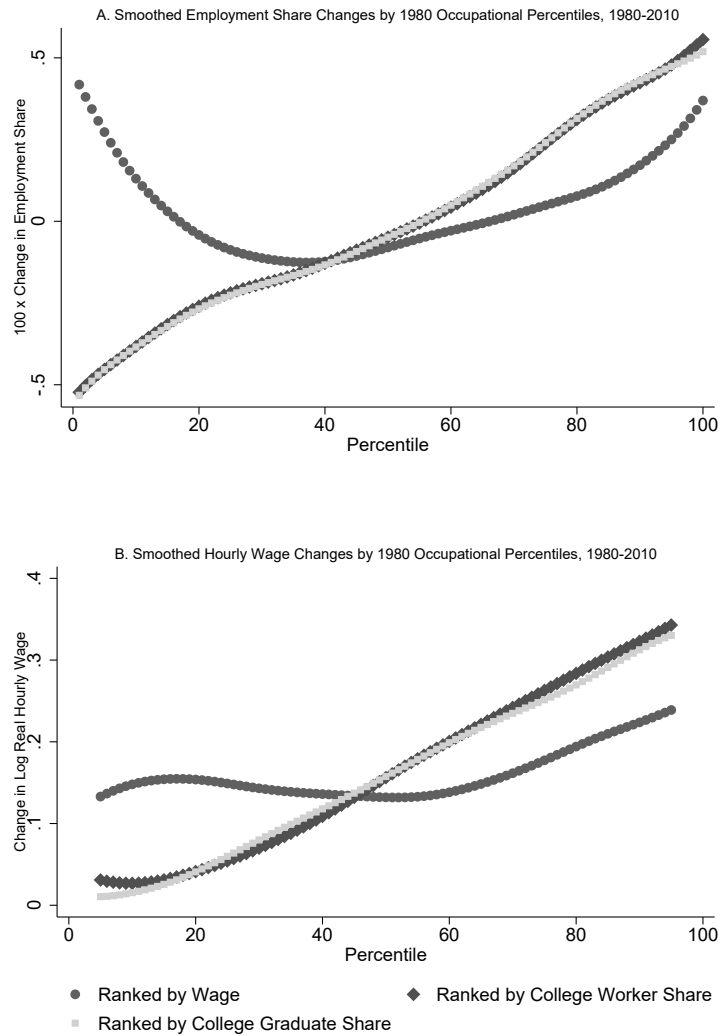 A. Smoothed Employment Share Changes by 1980 Occupational Percentiles, 1980-2010
100 x Change in Employment Share
.5
0
-.5
0 20 40 60 80 100
Percentile
B. Smoothed Hourly Wage Changes by 1980 Occupational Percentiles, 1980-2010
Change in Log Real Hourly Wage
.4
.3
.2
.1
0
0 20 40 60 80 100
Percentile
Ranked by Wage Ranked by College Worker Share
Ranked by College Graduate Share